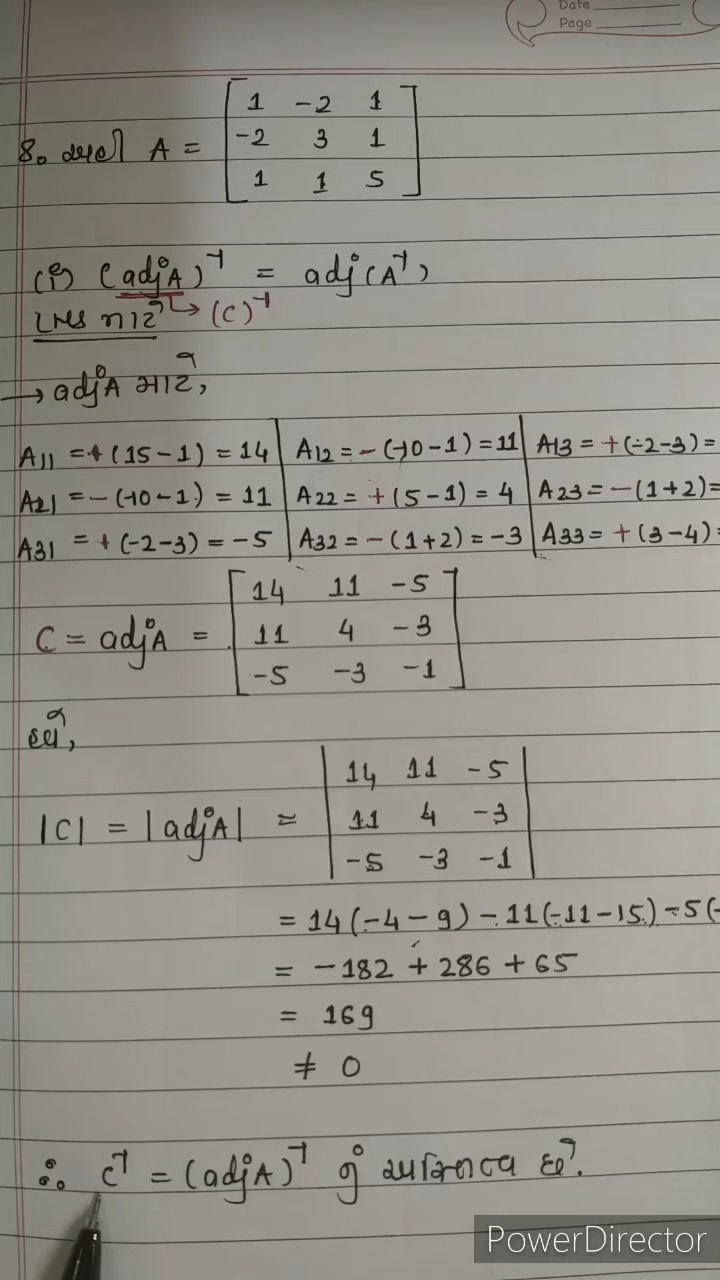 Date
Page
8. અહીં A = [ 1 -2 1
-2 3 1
1 1 5 ]
(i) (adjA)⁻¹ = adj(A⁻¹)
માટે → (C)⁻¹
→ adjA માટે,
A11 = +(15-1) = 14 | A12 = -(-10-1) = 11 | A13 = +(-2-3) =
A21 = -(-10-1) = 11 | A22 = +(5-1) = 4 | A23 = -(1+2) =
A31 = +(-2-3) = -5 | A32 = -(1+2) = -3 | A33 = +(3-4) =
C = adjA = [ 14 11 -5
11 4 -3
-5 -3 -1 ]
હવે,
|C| = |adjA| = | 14 11 -5
11 4 -3
-5 -3 -1 |
= 14(-4-9) - 11(-11-15) - 5(-
= -182 + 286 + 65
= 169
≠ 0
∴ C⁻¹ = (adjA)⁻¹ નું અસ્તિત્વ છે.
PowerDirector